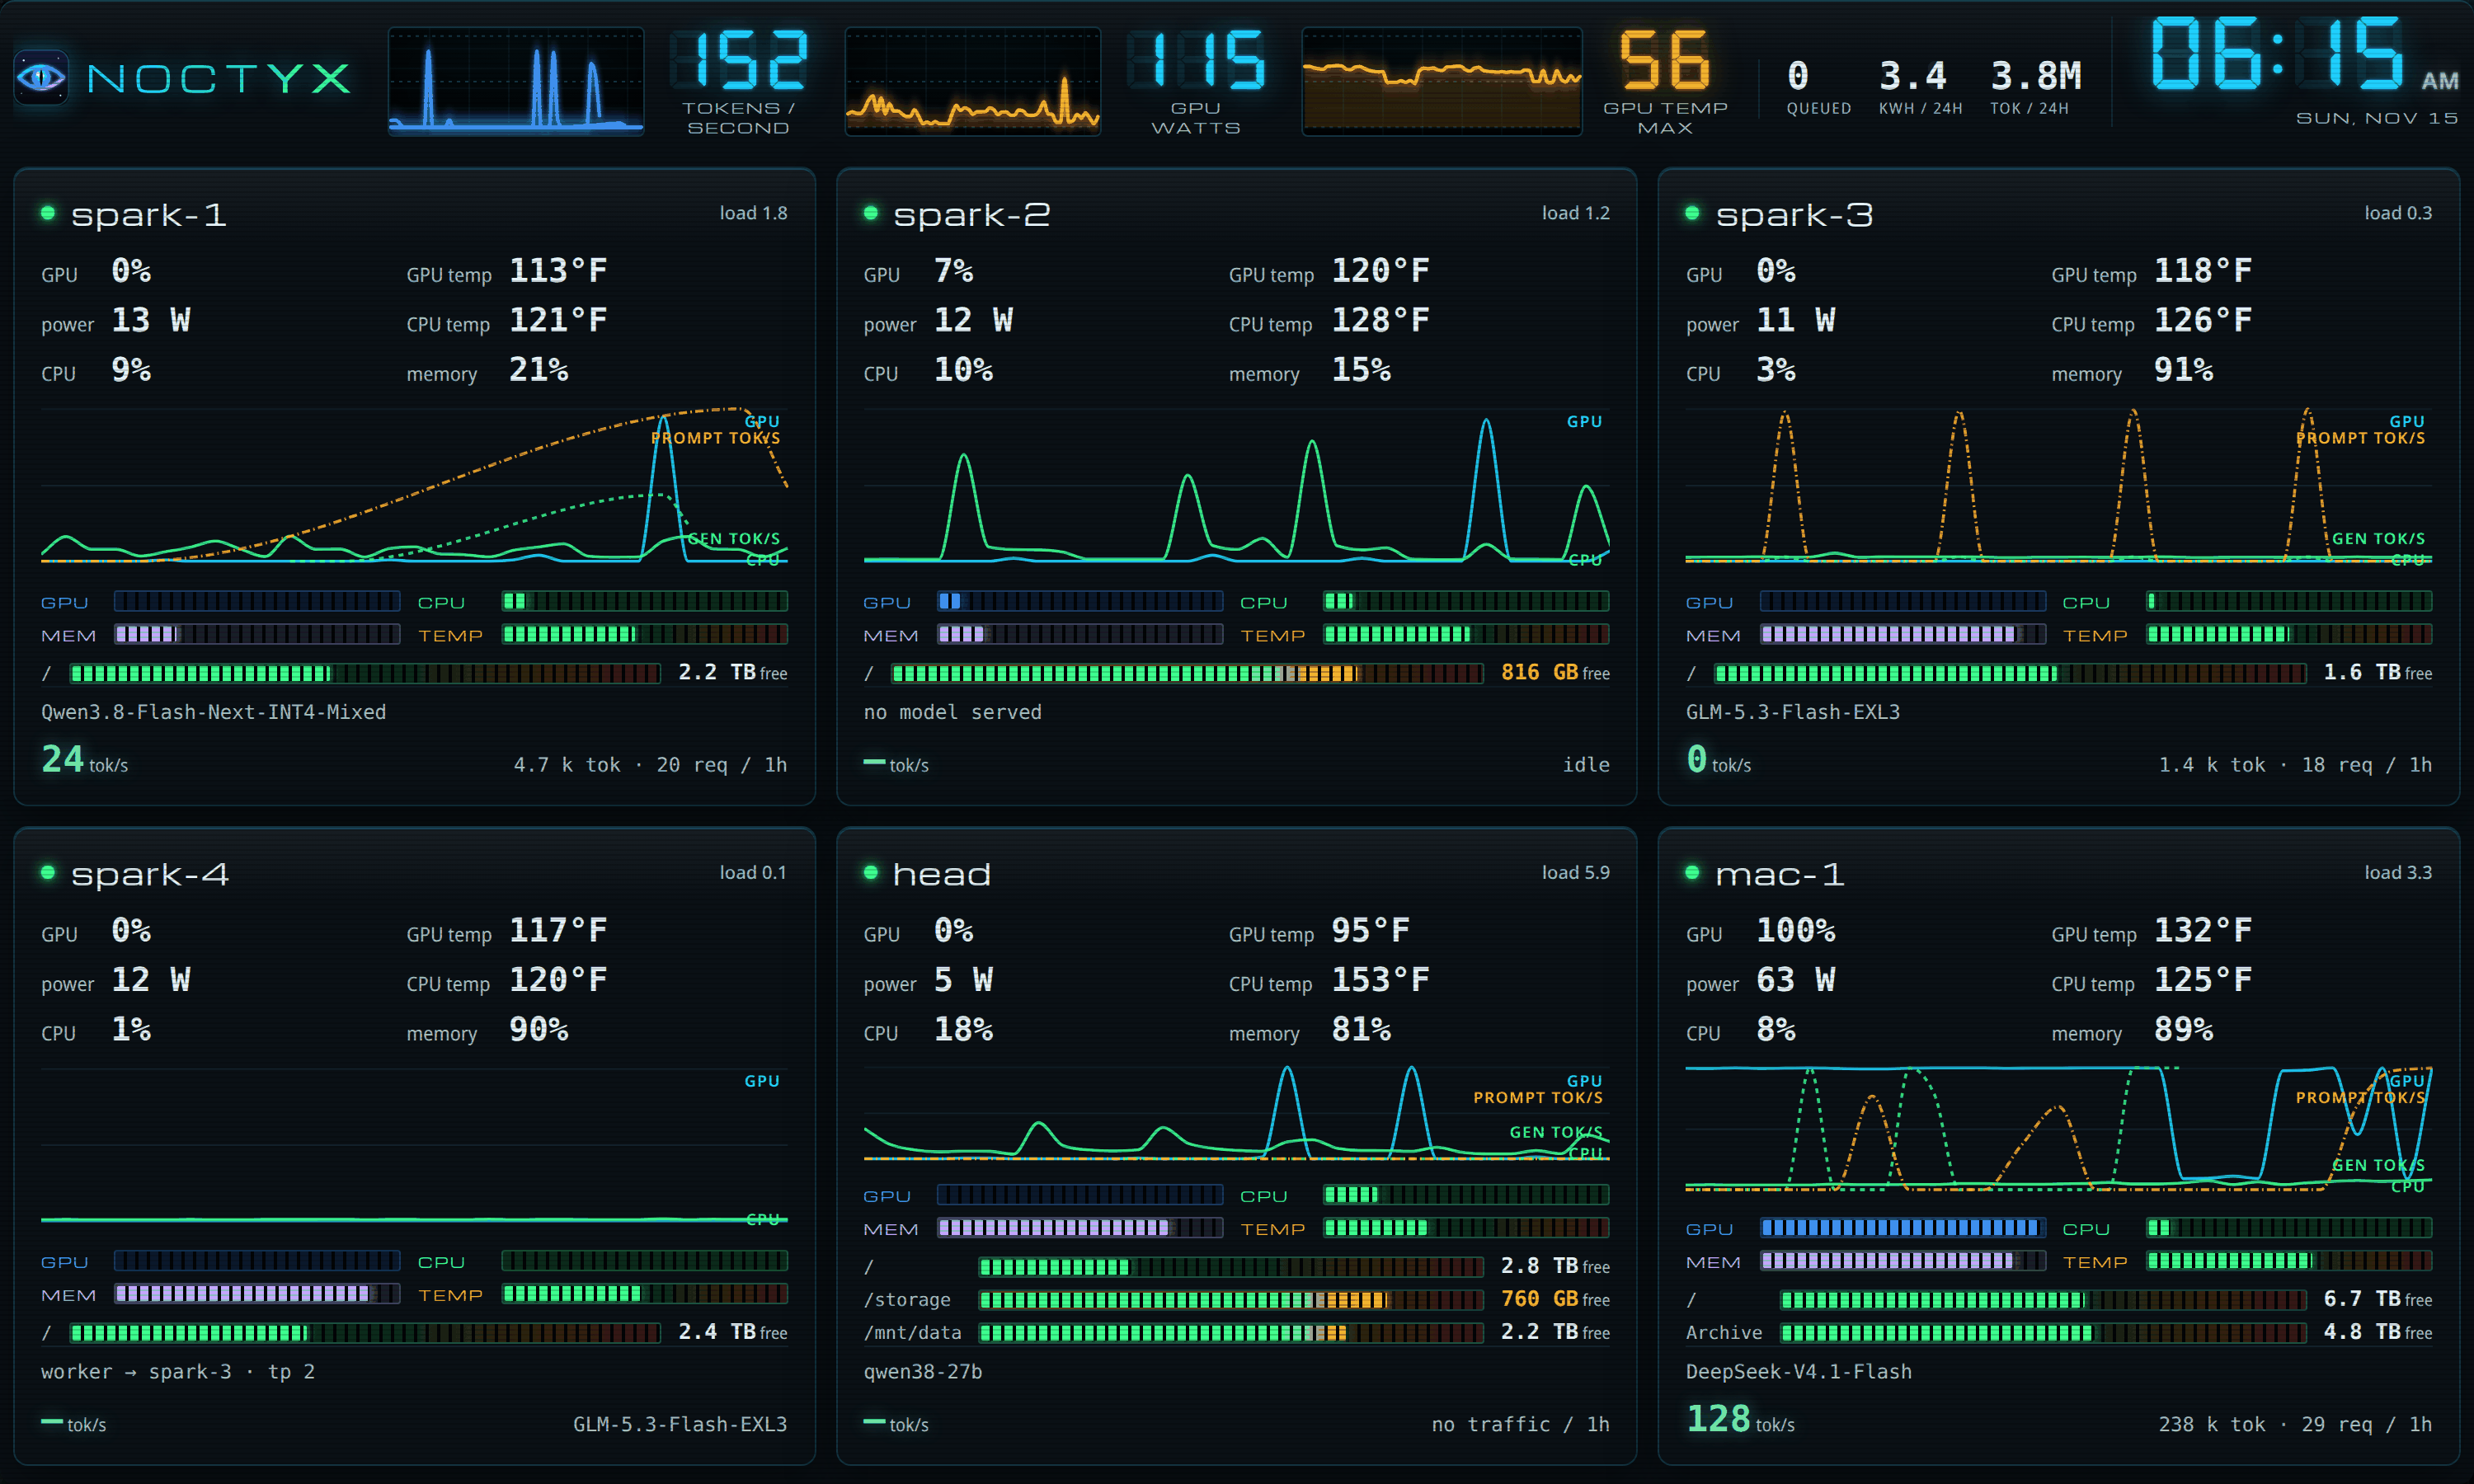 NOCTYX
152
TOKENS /
SECOND
115
GPU
WATTS
56
GPU TEMP
MAX
0
QUEUED
3.4
KWH / 24H
3.8M
TOK / 24H
06:15 AM
SUN, NOV 15
spark-1
load 1.8
GPU 0% GPU temp 113°F
power 13 W CPU temp 121°F
CPU 9% memory 21%
GPU
PROMPT TOK/S
GEN TOK/S
CPU
GPU CPU
MEM TEMP
/ 2.2 TB free
Qwen3.8-Flash-Next-INT4-Mixed
24 tok/s 4.7 k tok · 20 req / 1h
spark-2
load 1.2
GPU 7% GPU temp 120°F
power 12 W CPU temp 128°F
CPU 10% memory 15%
GPU
CPU
GPU CPU
MEM TEMP
/ 816 GB free
no model served
— tok/s idle
spark-3
load 0.3
GPU 0% GPU temp 118°F
power 11 W CPU temp 126°F
CPU 3% memory 91%
GPU
PROMPT TOK/S
GEN TOK/S
CPU
GPU CPU
MEM TEMP
/ 1.6 TB free
GLM-5.3-Flash-EXL3
0 tok/s 1.4 k tok · 18 req / 1h
spark-4
load 0.1
GPU 0% GPU temp 117°F
power 12 W CPU temp 120°F
CPU 1% memory 90%
GPU
CPU
GPU CPU
MEM TEMP
/ 2.4 TB free
worker → spark-3 · tp 2
— tok/s GLM-5.3-Flash-EXL3
head
load 5.9
GPU 0% GPU temp 95°F
power 5 W CPU temp 153°F
CPU 18% memory 81%
GPU
PROMPT TOK/S
GEN TOK/S
CPU
GPU CPU
MEM TEMP
/ 2.8 TB free
/storage 760 GB free
/mnt/data 2.2 TB free
qwen38-27b
— tok/s no traffic / 1h
mac-1
load 3.3
GPU 100% GPU temp 132°F
power 63 W CPU temp 125°F
CPU 8% memory 89%
GPU
PROMPT TOK/S
GEN TOK/S
CPU
GPU CPU
MEM TEMP
/ 6.7 TB free
Archive 4.8 TB free
DeepSeek-V4.1-Flash
128 tok/s 238 k tok · 29 req / 1h